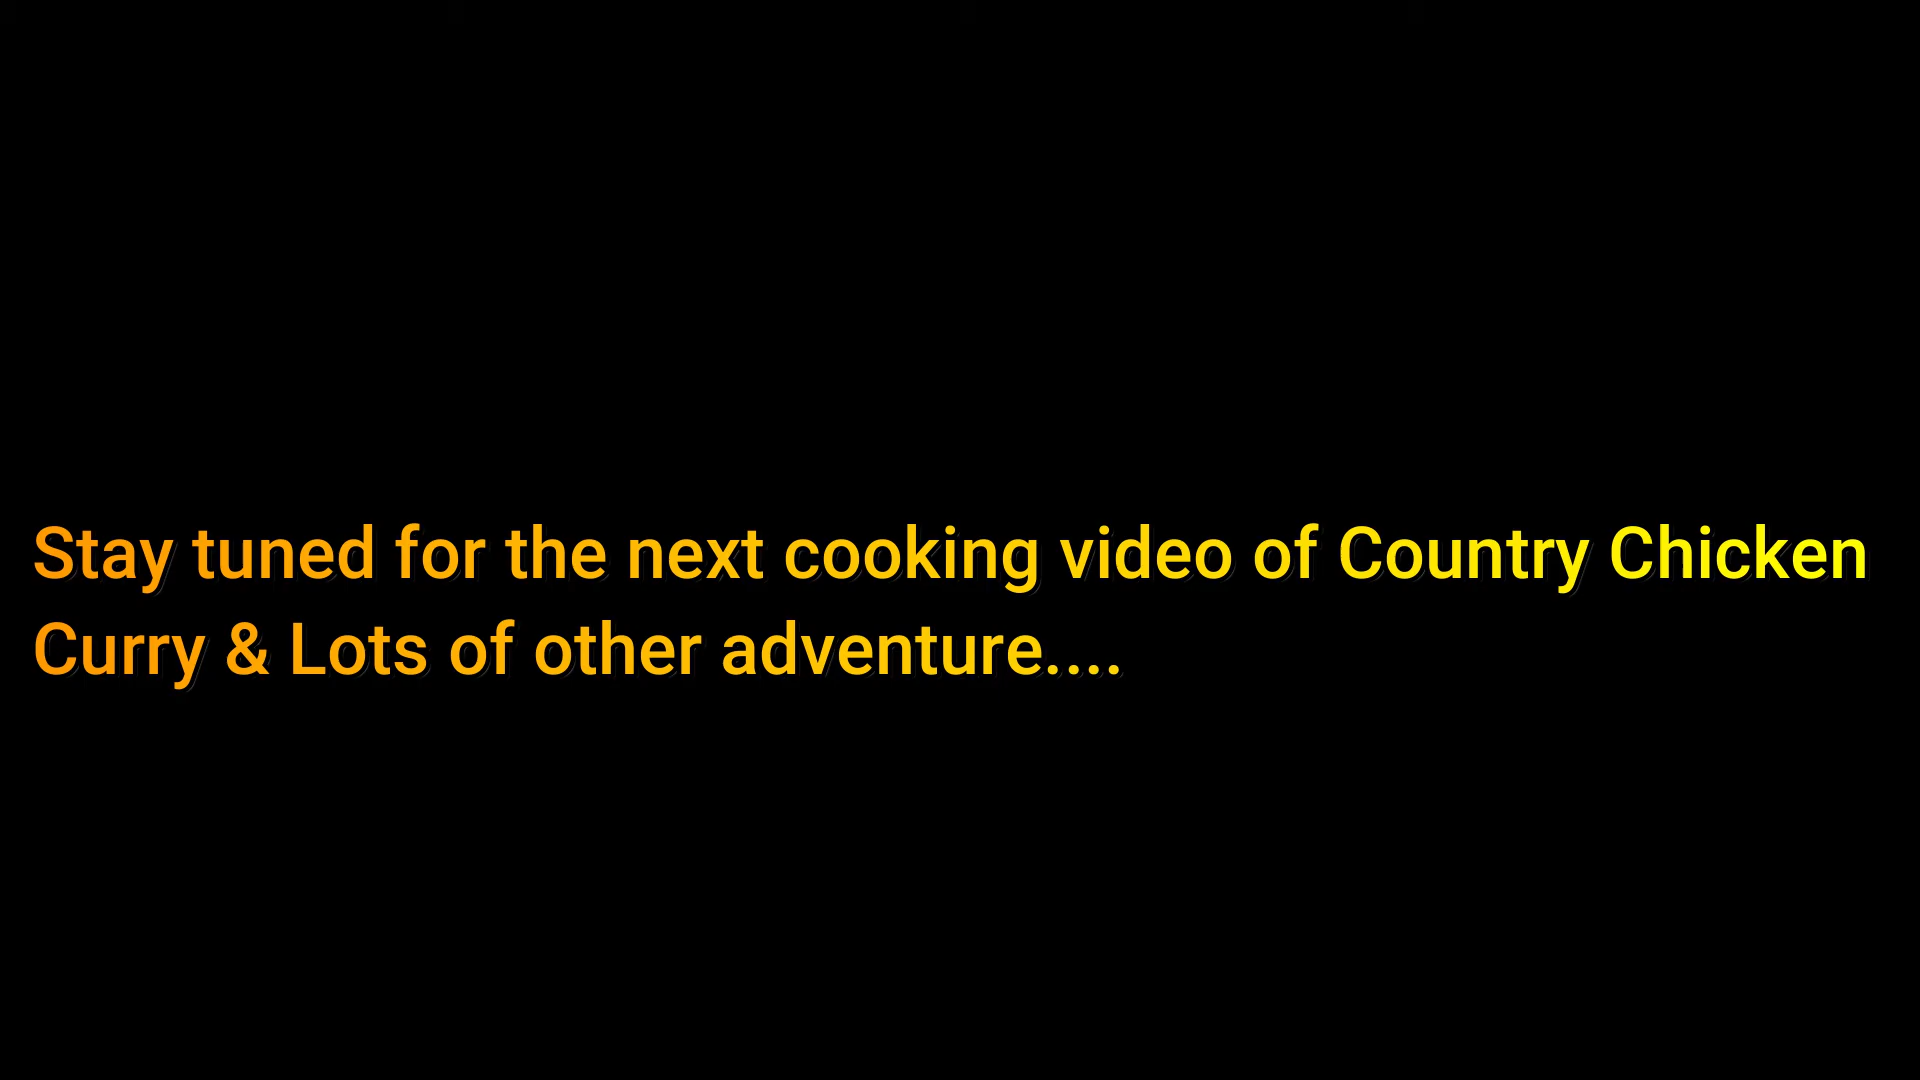 Stay tuned for the next cooking video of Country Chicken
Curry & Lots of other adventure....